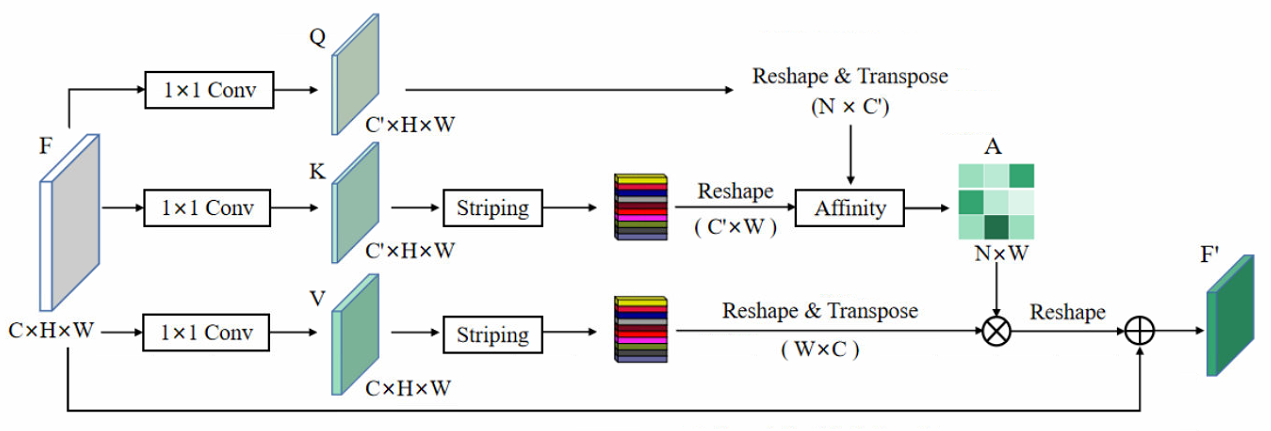 Q
1×1 Conv
Reshape & Transpose
(N × C')
C'×H×W
F
K
A
1×1 Conv
Striping
Reshape
( C'×W )
Affinity
C'×H×W
N×W
F'
V
C×H×W
1×1 Conv
Striping
Reshape & Transpose
( W×C )
Reshape
C×H×W